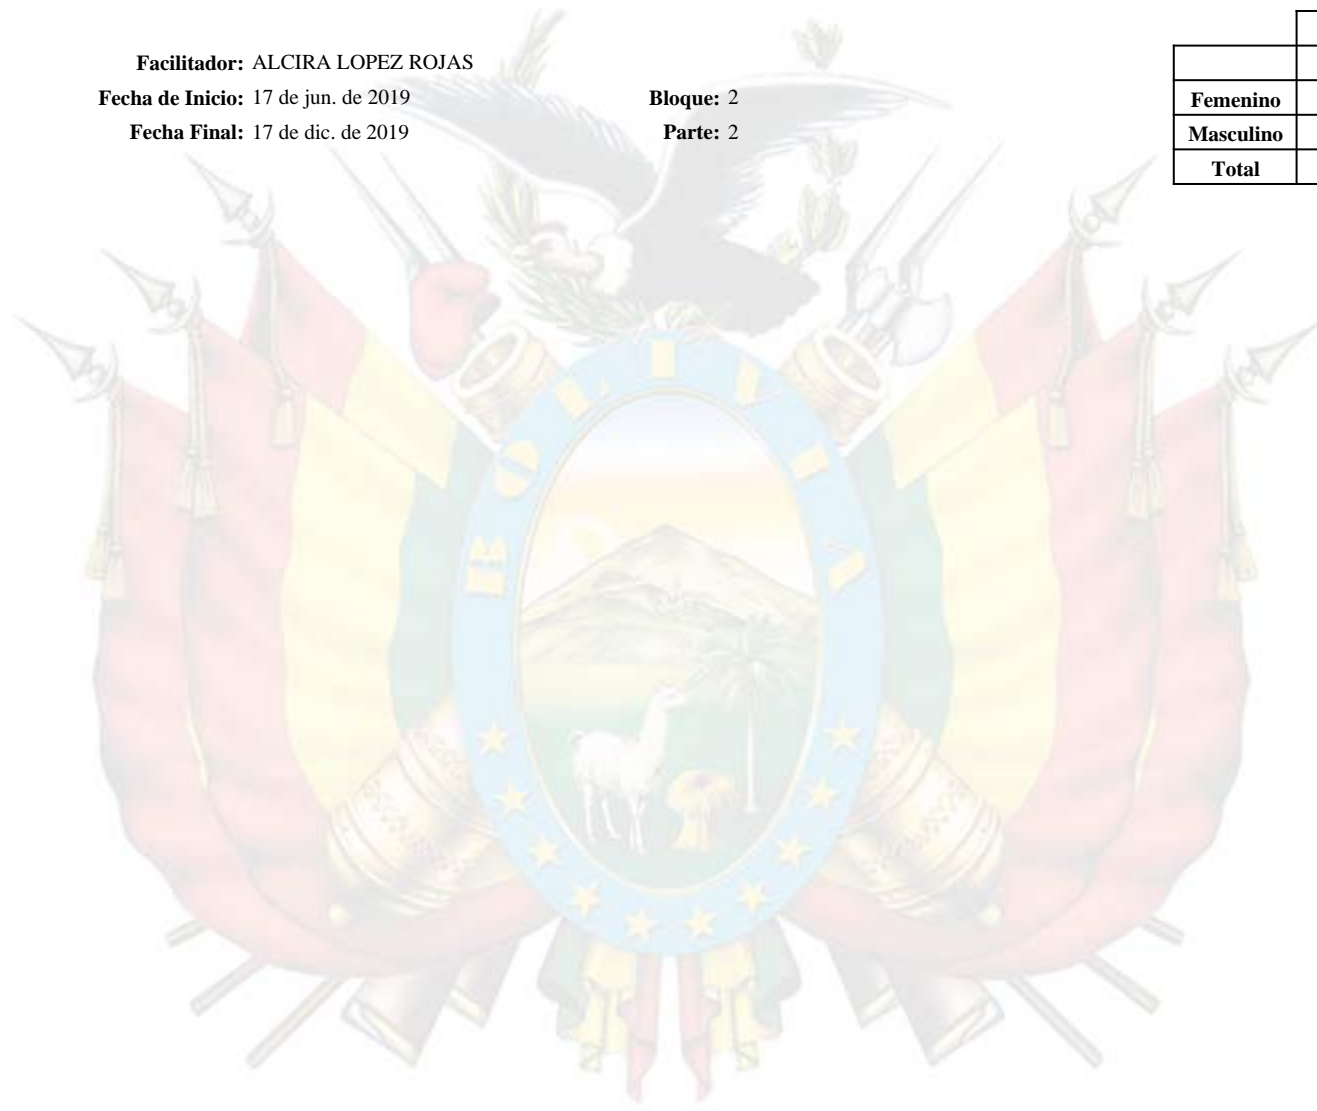 Facilitador: ALCIRA LOPEZ ROJAS
Fecha de Inicio: 17 de jun. de 2019 Bloque: 2
Fecha Final: 17 de dic. de 2019 Parte: 2
Femenino
Masculino
Total
BOLIVIA